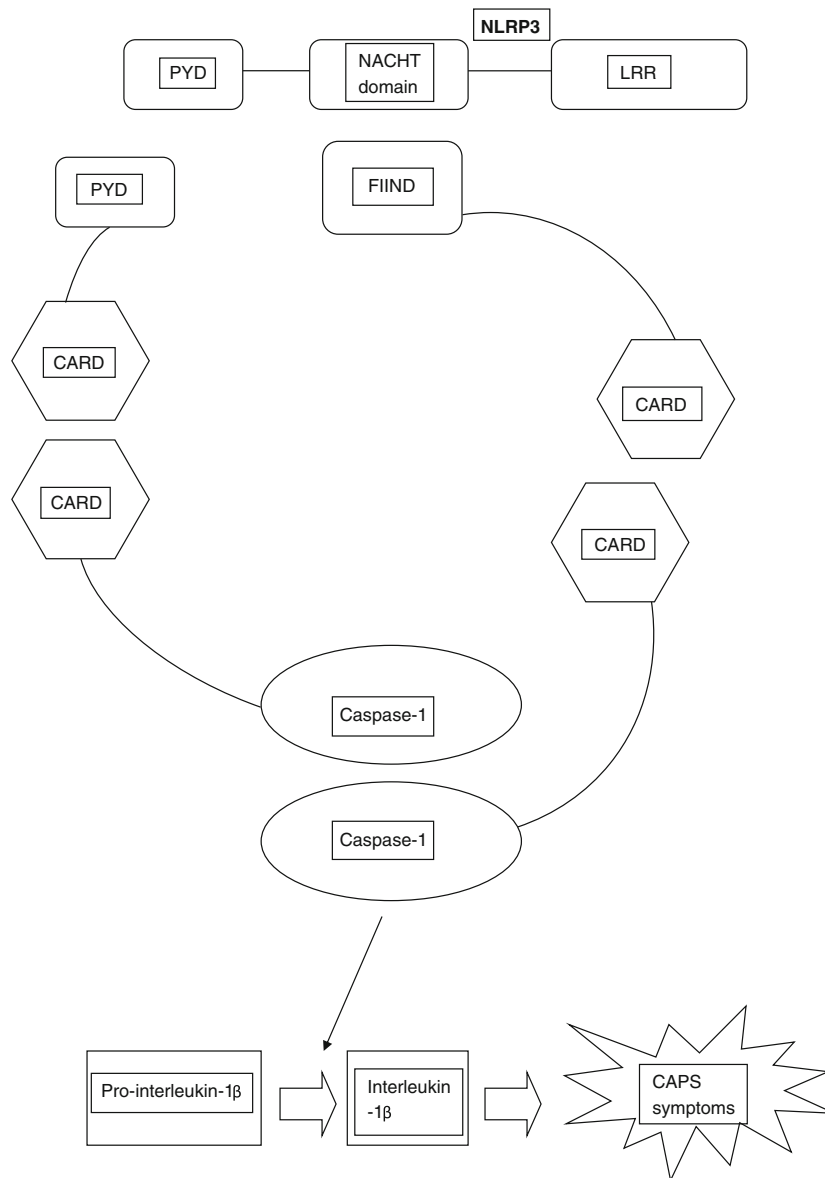 NLRP3
PYD
NACHT
domain
LRR
PYD
FIIND
CARD
CARD
CARD
CARD
Caspase-1
Caspase-1
Pro-interleukin-1β
Interleukin
-1β
CAPS
symptoms